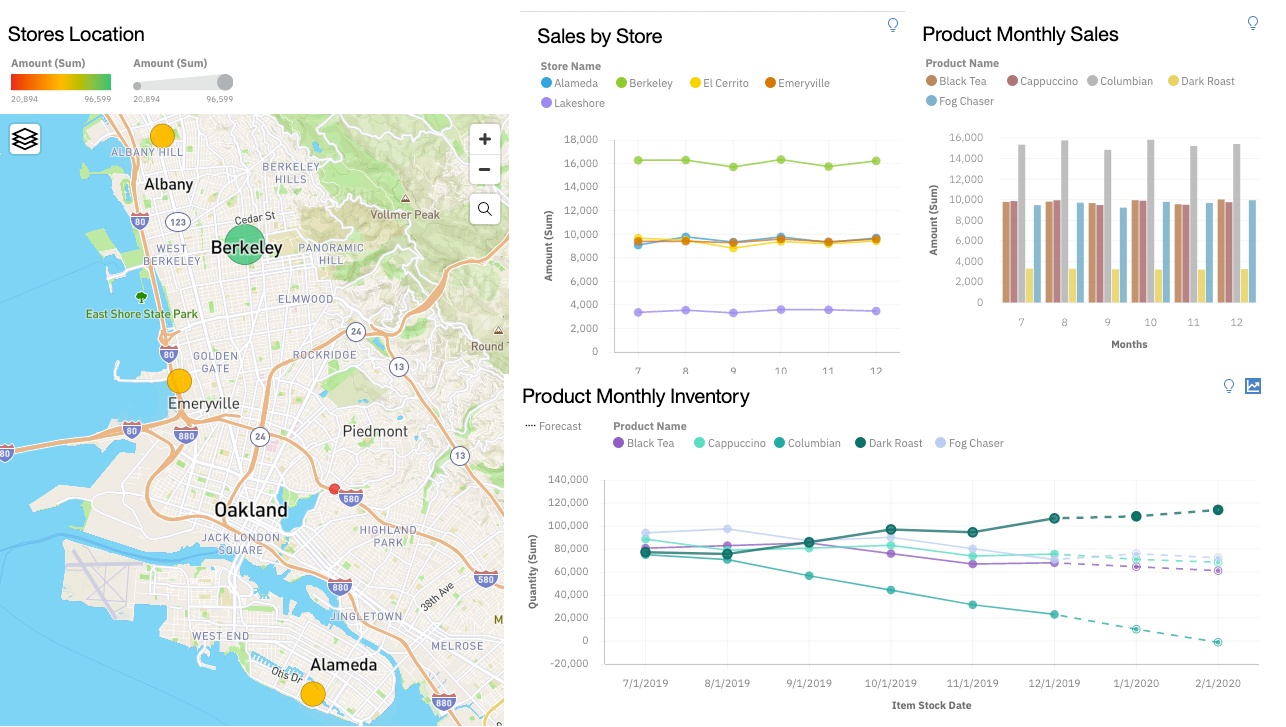 Stores Location
Amount (Sum)
20,894 96,599
Amount (Sum)
20,894 96,599
ALBANY HILL
Albany
BERKELEY
HILLS
Vollmer Peak
80
123
Cedar St
WEST
BERKELEY
Berkeley
PANORAMIC
HILL
East Shore State Park
ELMWOOD
24
Round
80
GOLDEN
GATE
ROCKRIDGE
13
Emeryville
80
80
880
24
Piedmont
13
580
Oakland
HIGHLAND
PARK
JACK LONDON
SQUARE
880
38th Ave
580
JINGLETOWN
M
WEST END
MELROSE
Alameda
Otis Dr
880
Sales by Store
Store Name
Alameda Berkeley El Cerrito Emeryville
Lakeshore
Amount (Sum)
18,000
16,000
14,000
12,000
10,000
8,000
6,000
4,000
2,000
0
7 8 9 10 11 12
Product Monthly Sales
Product Name
Black Tea Cappuccino Columbian Dark Roast
Fog Chaser
Amount (Sum)
16,000
14,000
12,000
10,000
8,000
6,000
4,000
2,000
0
7 8 9 10 11 12
Months
Product Monthly Inventory
Forecast
Product Name
Black Tea Cappuccino Columbian Dark Roast Fog Chaser
Quantity (Sum)
140,000
120,000
100,000
80,000
60,000
40,000
20,000
0
-20,000
7/1/2019 8/1/2019 9/1/2019 10/1/2019 11/1/2019 12/1/2019 1/1/2020 2/1/2020
Item Stock Date